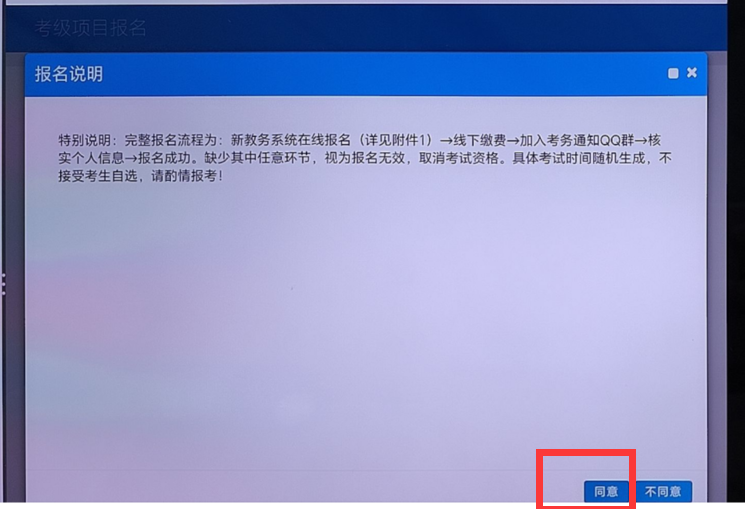 考级项目报名
报名说明
特别说明：完整报名流程为：新教务系统在线报名（详见附件1）→线下缴费→加入考务通知QQ群→核
实个人信息→报名成功。缺少其中任意环节，视为报名无效，取消考试资格。具体考试时间随机生成，不
接受考生自选，请酌情报考！
同意 不同意